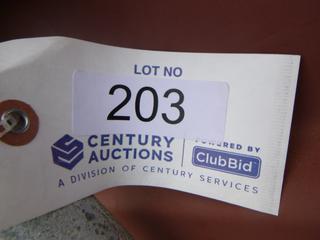 LOT NO
203
CENTURY
AUCTIONS
POWERED BY
ClubBid
A DIVISION OF CENTURY SERVICES